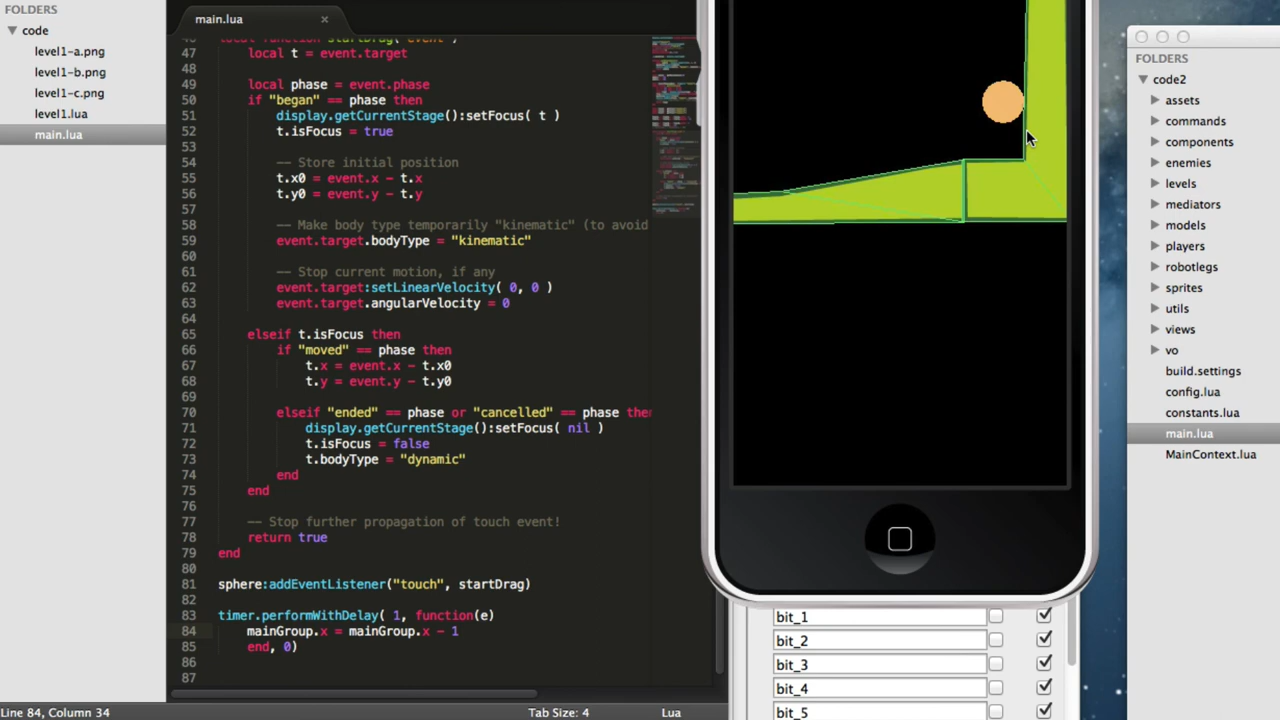 FOLDERS
code
level1-a.png
level1-b.png
level1-c.png
level1.lua
main.lua
main.lua ×
46 local function startDrag( event )
47 local t = event.target
48
49 local phase = event.phase
50 if "began" == phase then
51 display.getCurrentStage():setFocus( t )
52 t.isFocus = true
53
54 -- Store initial position
55 t.x0 = event.x - t.x
56 t.y0 = event.y - t.y
57
58 -- Make body type temporarily "kinematic" (to avoid
59 event.target.bodyType = "kinematic"
60
61 -- Stop current motion, if any
62 event.target:setLinearVelocity( 0, 0 )
63 event.target.angularVelocity = 0
64
65 elseif t.isFocus then
66 if "moved" == phase then
67 t.x = event.x - t.x0
68 t.y = event.y - t.y0
69
70 elseif "ended" == phase or "cancelled" == phase then
71 display.getCurrentStage():setFocus( nil )
72 t.isFocus = false
73 t.bodyType = "dynamic"
74 end
75 end
76
77 -- Stop further propagation of touch event!
78 return true
79 end
80
81 sphere:addEventListener("touch", startDrag)
82
83 timer.performWithDelay( 1, function(e)
84 mainGroup.x = mainGroup.x - 1
85 end, 0)
86
87
Line 84, Column 34
Tab Size: 4
Lua
bit_1
bit_2
bit_3
bit_4
bit_5
FOLDERS
code2
assets
commands
components
enemies
levels
mediators
models
players
robotlegs
sprites
utils
views
vo
build.settings
config.lua
constants.lua
main.lua
MainContext.lua